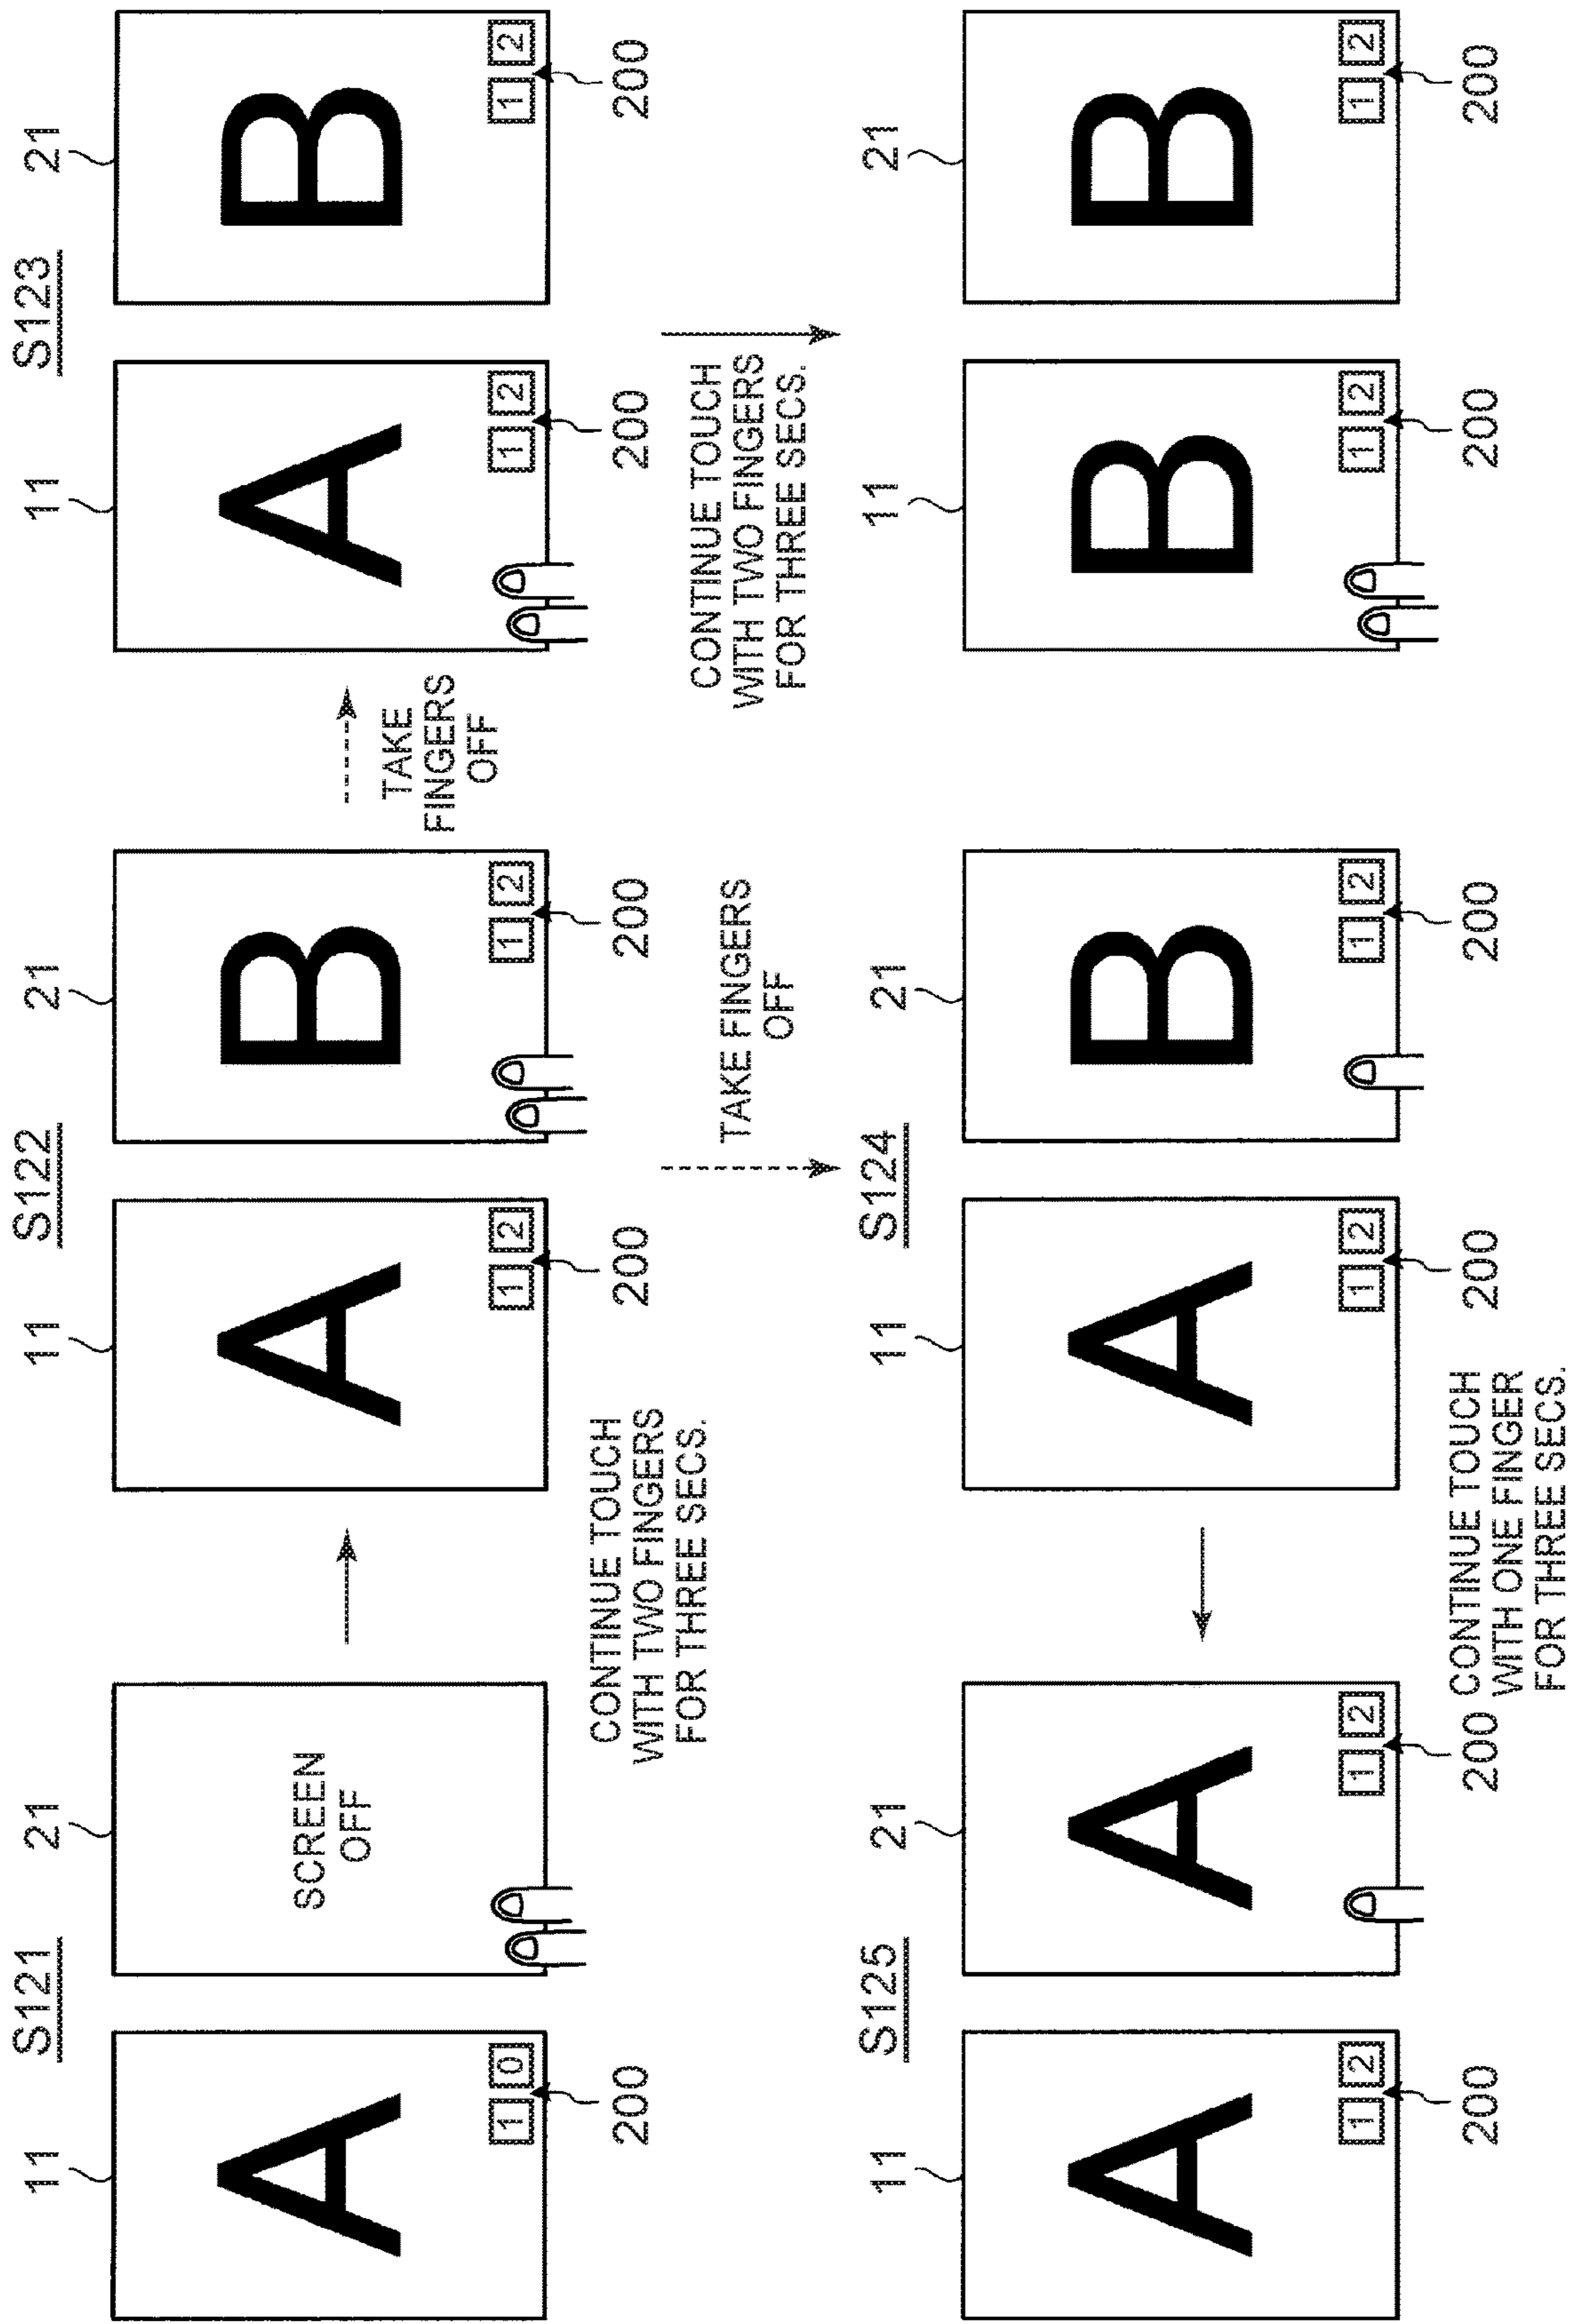 S121
11
21
A
SCREEN
OFF
1 0
200
CONTINUE TOUCH
WITH TWO FINGERS
FOR THREE SECS.
S122
11
21
A
B
1 2
1 2
200
200
TAKE
FINGERS
OFF
S123
11
21
A
B
1 2
1 2
200
200
TAKE FINGERS
OFF
CONTINUE TOUCH
WITH TWO FINGERS
FOR THREE SECS.
S125
11
21
A
A
1 2
1 2
200
200
CONTINUE TOUCH
WITH ONE FINGER
FOR THREE SECS.
S124
11
21
A
B
1 2
1 2
200
200
11
21
B
B
1 2
1 2
200
200